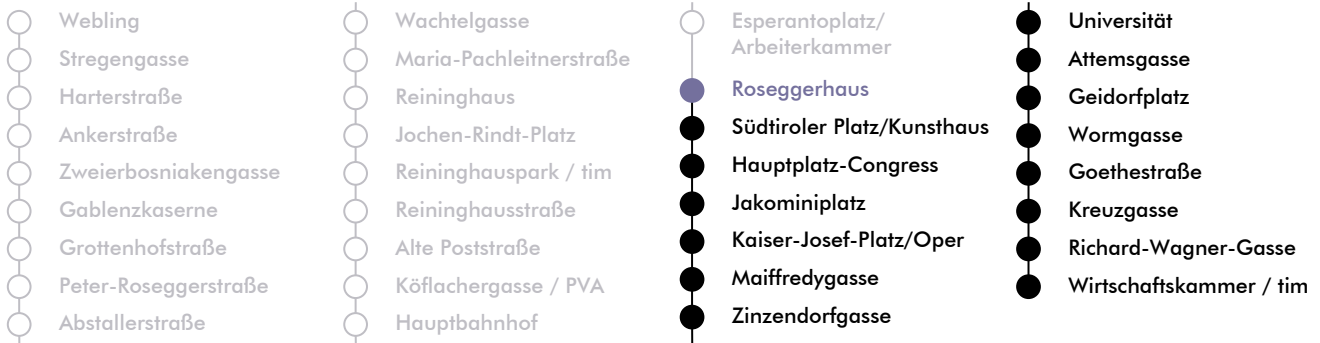 Webling
Stregengasse
Harterstraße
Ankerstraße
Zweierbosniakengasse
Gablenzkaserne
Grottenhofstraße
Peter-Roseggerstraße
Abstallerstraße
Wachtelgasse
Maria-Pachleitnerstraße
Reininghaus
Jochen-Rindt-Platz
Reininghauspark / tim
Reininghausstraße
Alte Poststraße
Köflachergasse / PVA
Hauptbahnhof
Esperantoplatz/
Arbeiterkammer
Roseggerhaus
Südtiroler Platz/Kunsthaus
Hauptplatz-Congress
Jakominiplatz
Kaiser-Josef-Platz/Oper
Maiffredygasse
Zinzendorfgasse
Universität
Attemsgasse
Geidorfplatz
Wormgasse
Goethestraße
Kreuzgasse
Richard-Wagner-Gasse
Wirtschaftskammer / tim